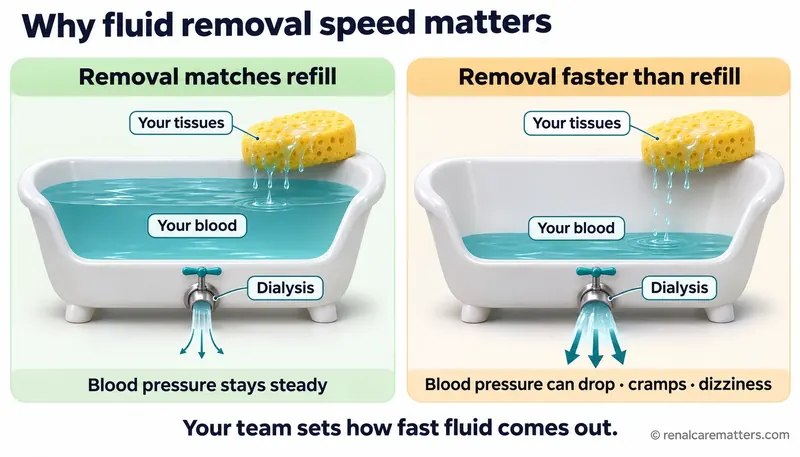 Why fluid removal speed matters
Removal matches refill
Your tissues
Your blood
Dialysis
Blood pressure stays steady
Removal faster than refill
Your tissues
Your blood
Dialysis
Blood pressure can drop · cramps · dizziness
Your team sets how fast fluid comes out.
© renalcarematters.com